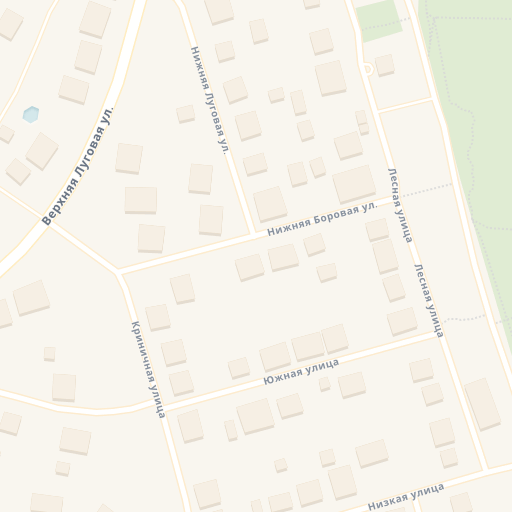 Нижняя Луговая ул.
Верхняя Луговая ул.
Лесная улица
Нижняя Боровая ул.
Лесная улица
Криничная улица
Южная улица
Низкая улица